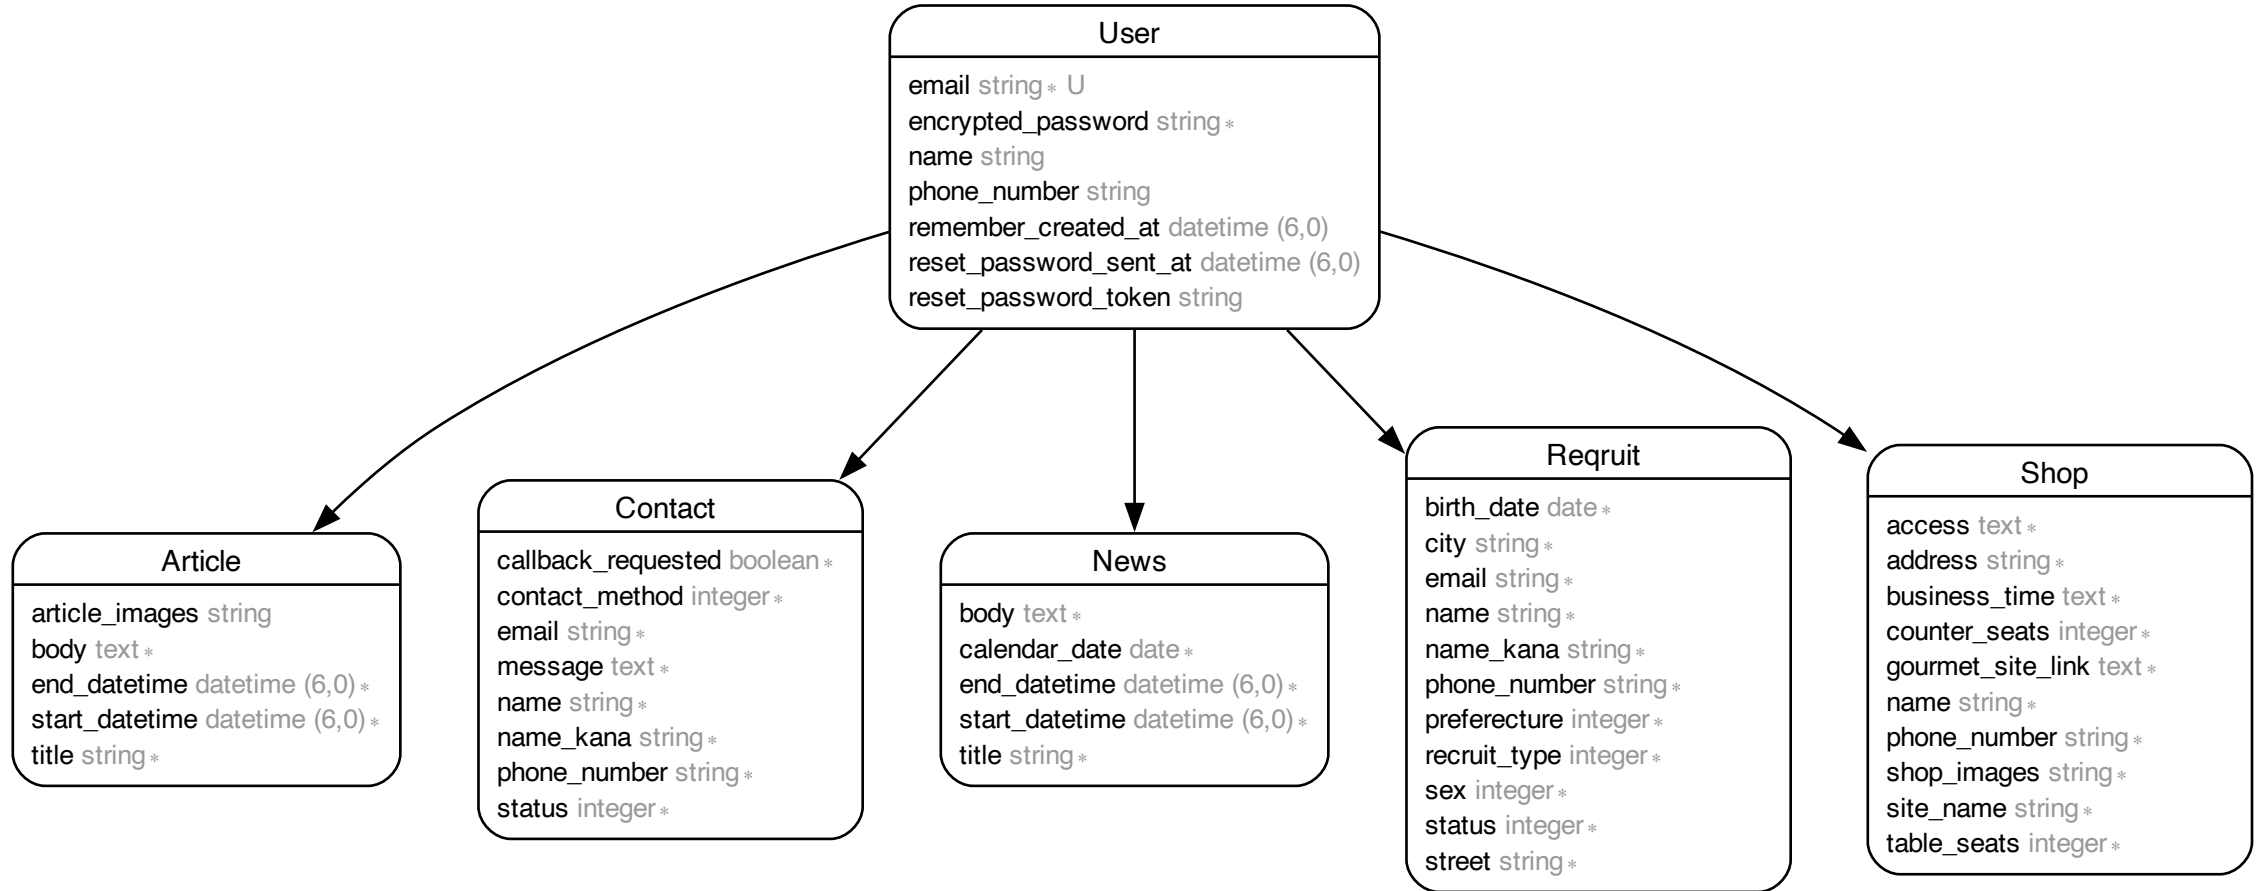 User
email string∗ U
encrypted_password string∗
name string
phone_number string
remember_created_at datetime (6,0)
reset_password_sent_at datetime (6,0)
reset_password_token string
Article
article_images string
body text∗
end_datetime datetime (6,0)∗
start_datetime datetime (6,0)∗
title string∗
Contact
callback_requested boolean∗
contact_method integer∗
email string∗
message text∗
name string∗
name_kana string∗
phone_number string∗
status integer∗
News
body text∗
calendar_date date∗
end_datetime datetime (6,0)∗
start_datetime datetime (6,0)∗
title string∗
Reqruit
birth_date date∗
city string∗
email string∗
name string∗
name_kana string∗
phone_number string∗
preferecture integer∗
recruit_type integer∗
sex integer∗
status integer∗
street string∗
Shop
access text∗
address string∗
business_time text∗
counter_seats integer∗
gourmet_site_link text∗
name string∗
phone_number string∗
shop_images string∗
site_name string∗
table_seats integer∗